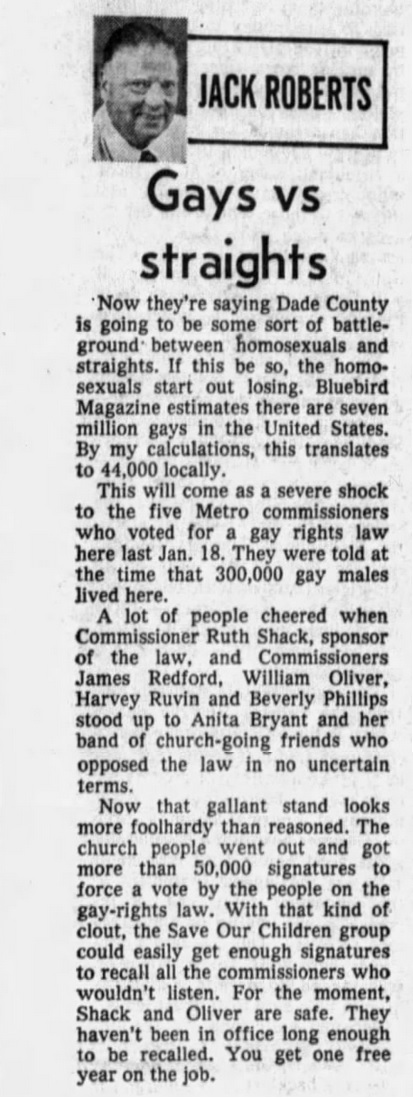 JACK ROBERTS
Gays vs
straights
Now they're saying Dade County
is going to be some sort of battle-
ground between homosexuals and
straights. If this be so, the homo-
sexuals start out losing. Bluebird
Magazine estimates there are seven
million gays in the United States.
By my calculations, this translates
to 44,000 locally.
This will come as a severe shock
to the five Metro commissioners
who voted for a gay rights law
here last Jan. 18. They were told at
the time that 300,000 gay males
lived here.
A lot of people cheered when
Commissioner Ruth Shack, sponsor
of the law, and Commissioners
James Redford, William Oliver,
Harvey Ruvin and Beverly Phillips
stood up to Anita Bryant and her
band of church-going friends who
opposed the law in no uncertain
terms.
Now that gallant stand looks
more foolhardy than reasoned. The
church people went out and got
more than 50,000 signatures to
force a vote by the people on the
gay-rights law. With that kind of
clout, the Save Our Children group
could easily get enough signatures
to recall all the commissioners who
wouldn't listen. For the moment,
Shack and Oliver are safe. They
haven't been in office long enough
to be recalled. You get one free
year on the job.